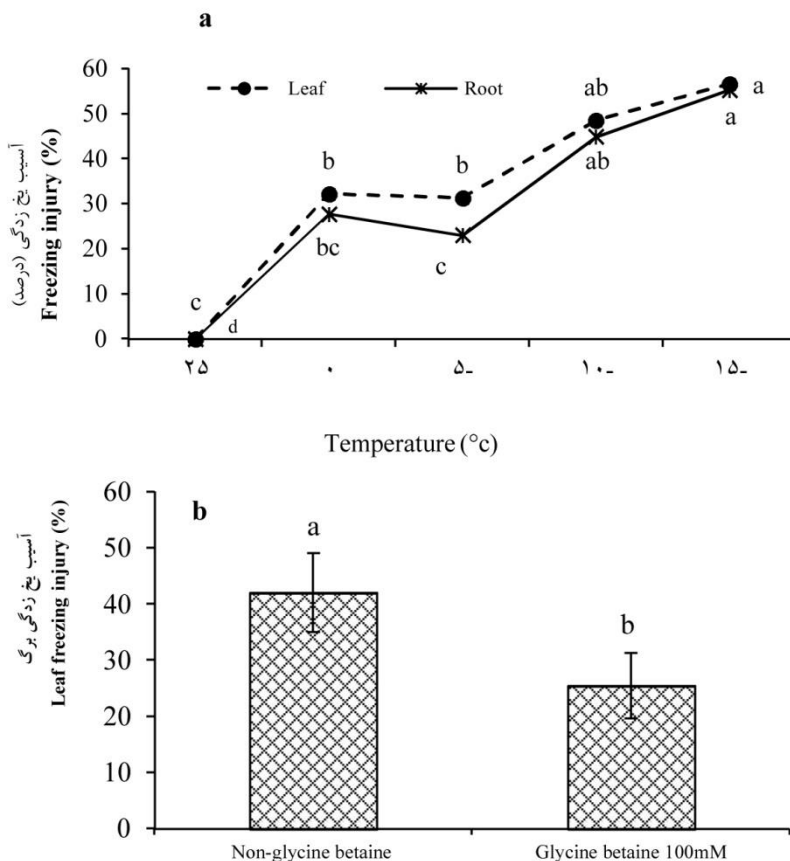 a
60
50
40
30
20
10
0
آسیب یخ زدگی (درصد)
Freezing injury (%)
Leaf
Root
c
d
b
bc
b
c
ab
ab
a
a
۲۵
۰
-۵
-۱۰
-۱۵
Temperature (°c)
b
60
50
40
30
20
10
0
آسیب یخ زدگی برگ
Leaf freezing injury (%)
a
b
Non-glycine betaine
Glycine betaine 100mM